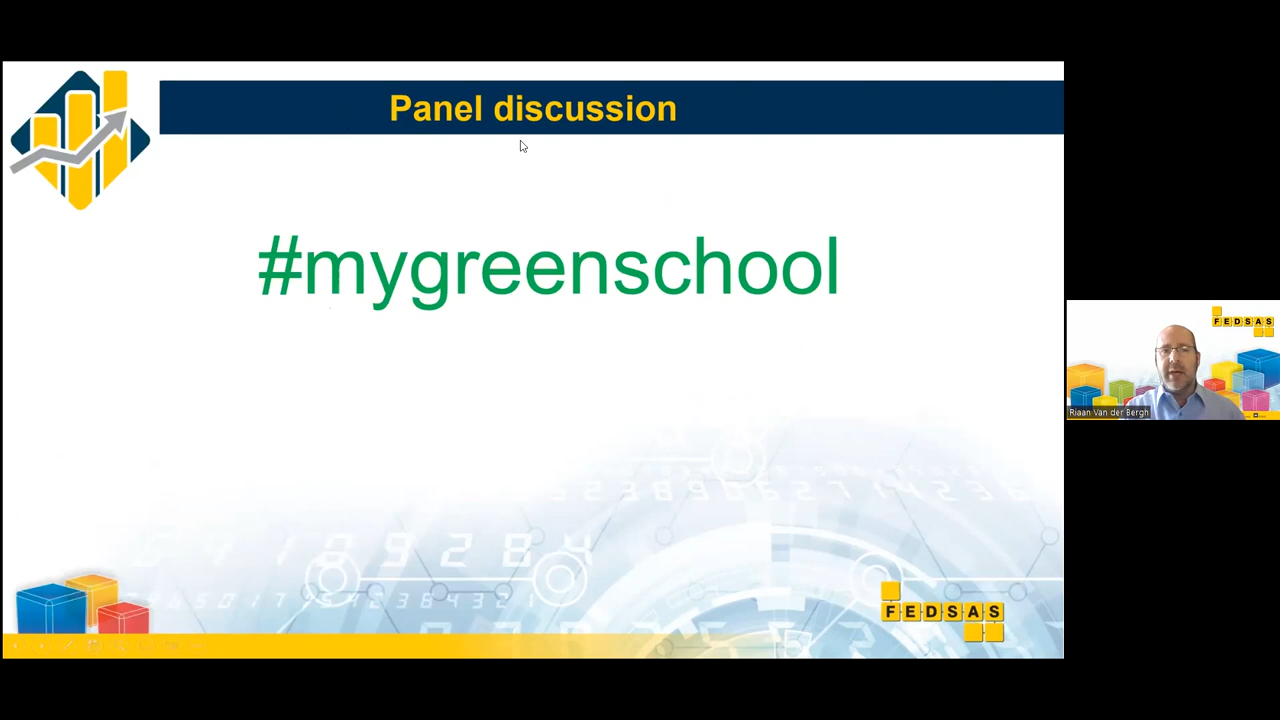 Panel discussion
#mygreenschool
FEDSAS
Riaan Van der Bergh
FEDSAS